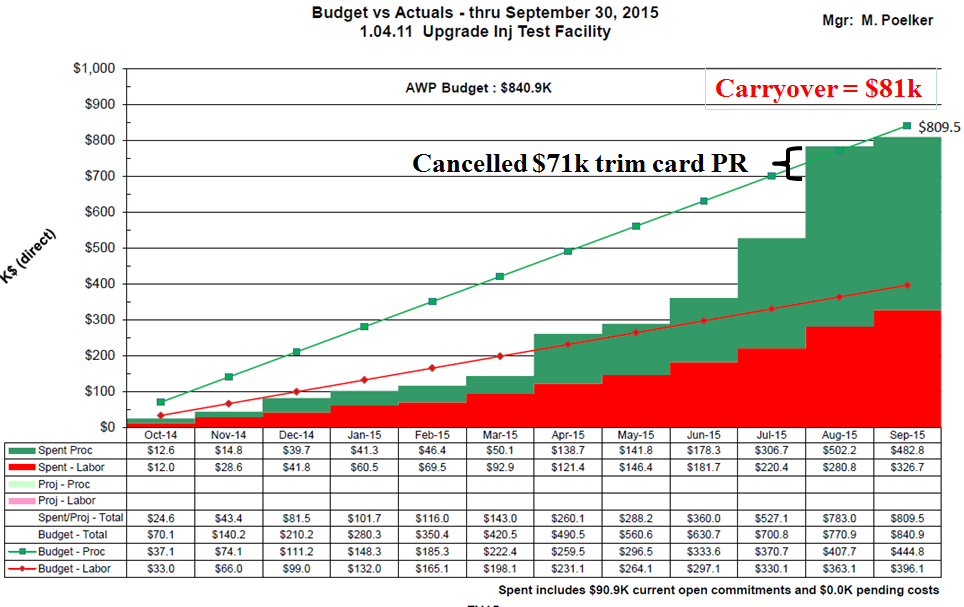 Budget vs Actuals - thru September 30, 2015
1.04.11 Upgrade Inj Test Facility
Mgr: M. Poelker
$1,000
$900
$800
$700
$600
$500
$400
$300
$200
$100
$0
K$ (direct)
AWP Budget : $840.9K
Carryover = $81k
$809.5
Cancelled $71k trim card PR
Oct-14 Nov-14 Dec-14 Jan-15 Feb-15 Mar-15 Apr-15 May-15 Jun-15 Jul-15 Aug-15 Sep-15
Spent Proc $12.6 $14.8 $39.7 $41.3 $46.4 $50.1 $138.7 $141.8 $178.3 $306.7 $502.2 $482.8
Spent - Labor $12.0 $28.6 $41.8 $60.5 $69.5 $92.9 $121.4 $146.4 $181.7 $220.4 $280.8 $326.7
Proj - Proc
Proj - Labor
Spent/Proj - Total $24.6 $43.4 $81.5 $101.7 $116.0 $143.0 $260.1 $288.2 $360.0 $527.1 $783.0 $809.5
Budget - Total $70.1 $140.2 $210.2 $280.3 $350.4 $420.5 $490.5 $560.6 $630.7 $700.8 $770.9 $840.9
Budget - Proc $37.1 $74.1 $111.2 $148.3 $185.3 $222.4 $259.5 $296.5 $333.6 $370.7 $407.7 $444.8
Budget - Labor $33.0 $66.0 $99.0 $132.0 $165.1 $198.1 $231.1 $264.1 $297.1 $330.1 $363.1 $396.1
Spent includes $90.9K current open commitments and $0.0K pending costs